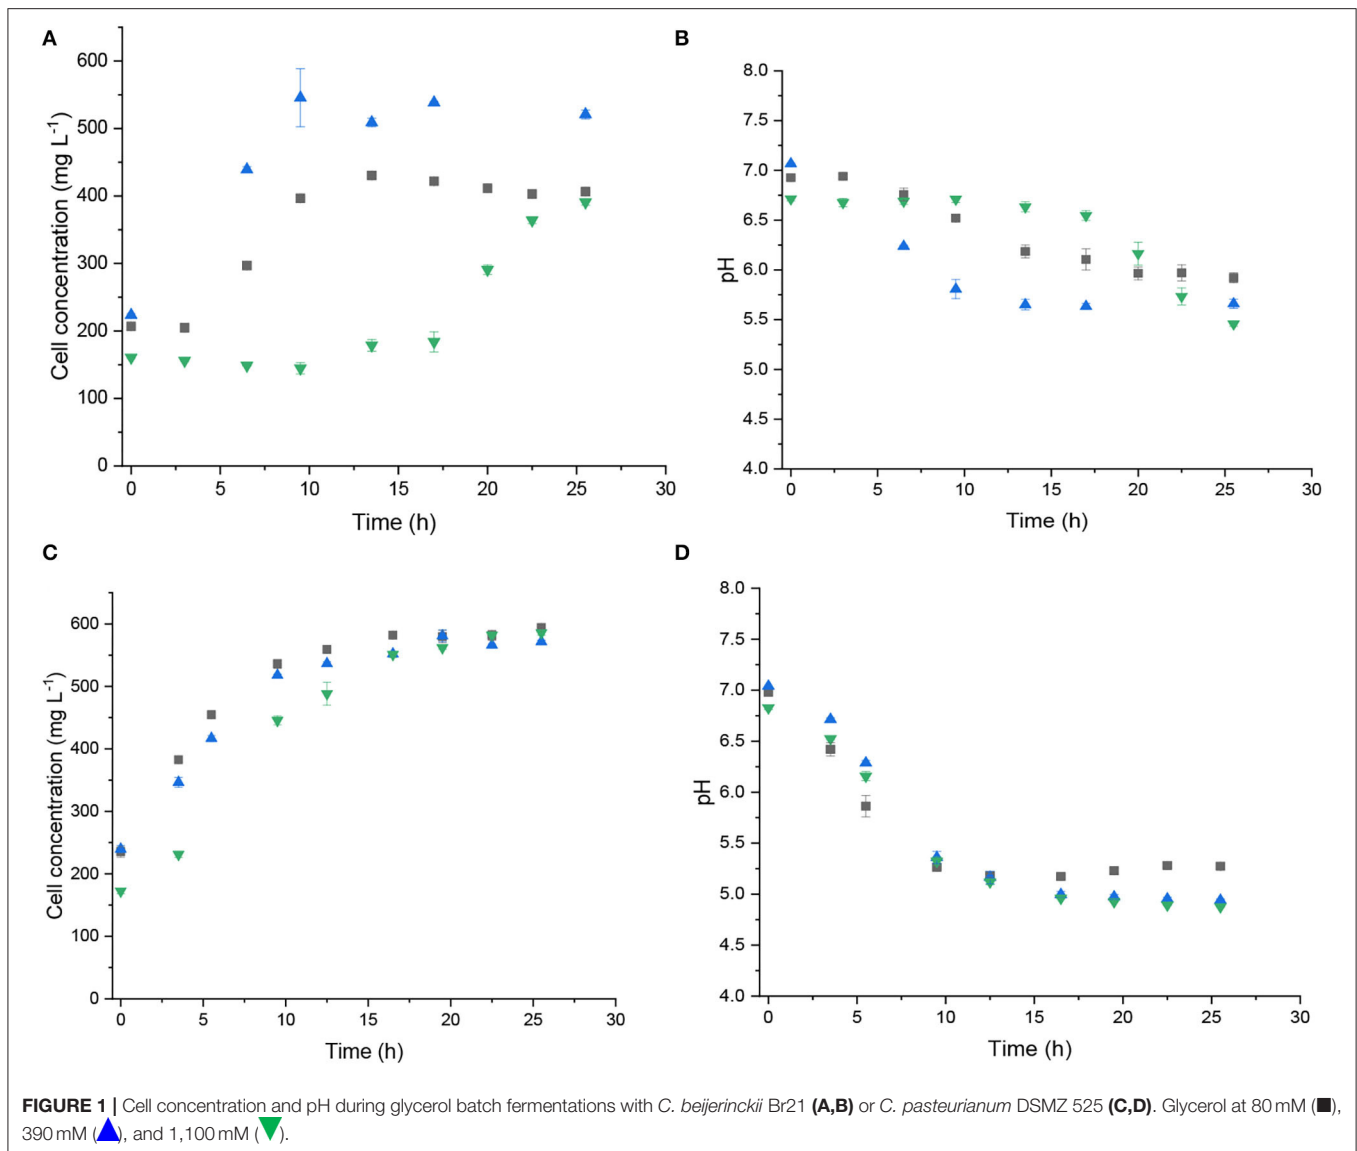 A
B
600
500
400
300
200
100
0
Cell concentration (mg L⁻¹)
0 5 10 15 20 25 30
Time (h)
8.0
7.5
7.0
6.5
6.0
5.5
5.0
4.5
4.0
pH
0 5 10 15 20 25 30
Time (h)
C
D
600
500
400
300
200
100
0
Cell concentration (mg L⁻¹)
0 5 10 15 20 25 30
Time (h)
8.0
7.5
7.0
6.5
6.0
5.5
5.0
4.5
4.0
pH
0 5 10 15 20 25 30
Time (h)
FIGURE 1 | Cell concentration and pH during glycerol batch fermentations with C. beijerinckii Br21 (A,B) or C. pasteurianum DSMZ 525 (C,D). Glycerol at 80 mM (■),
390 mM (▲), and 1,100 mM (▼).